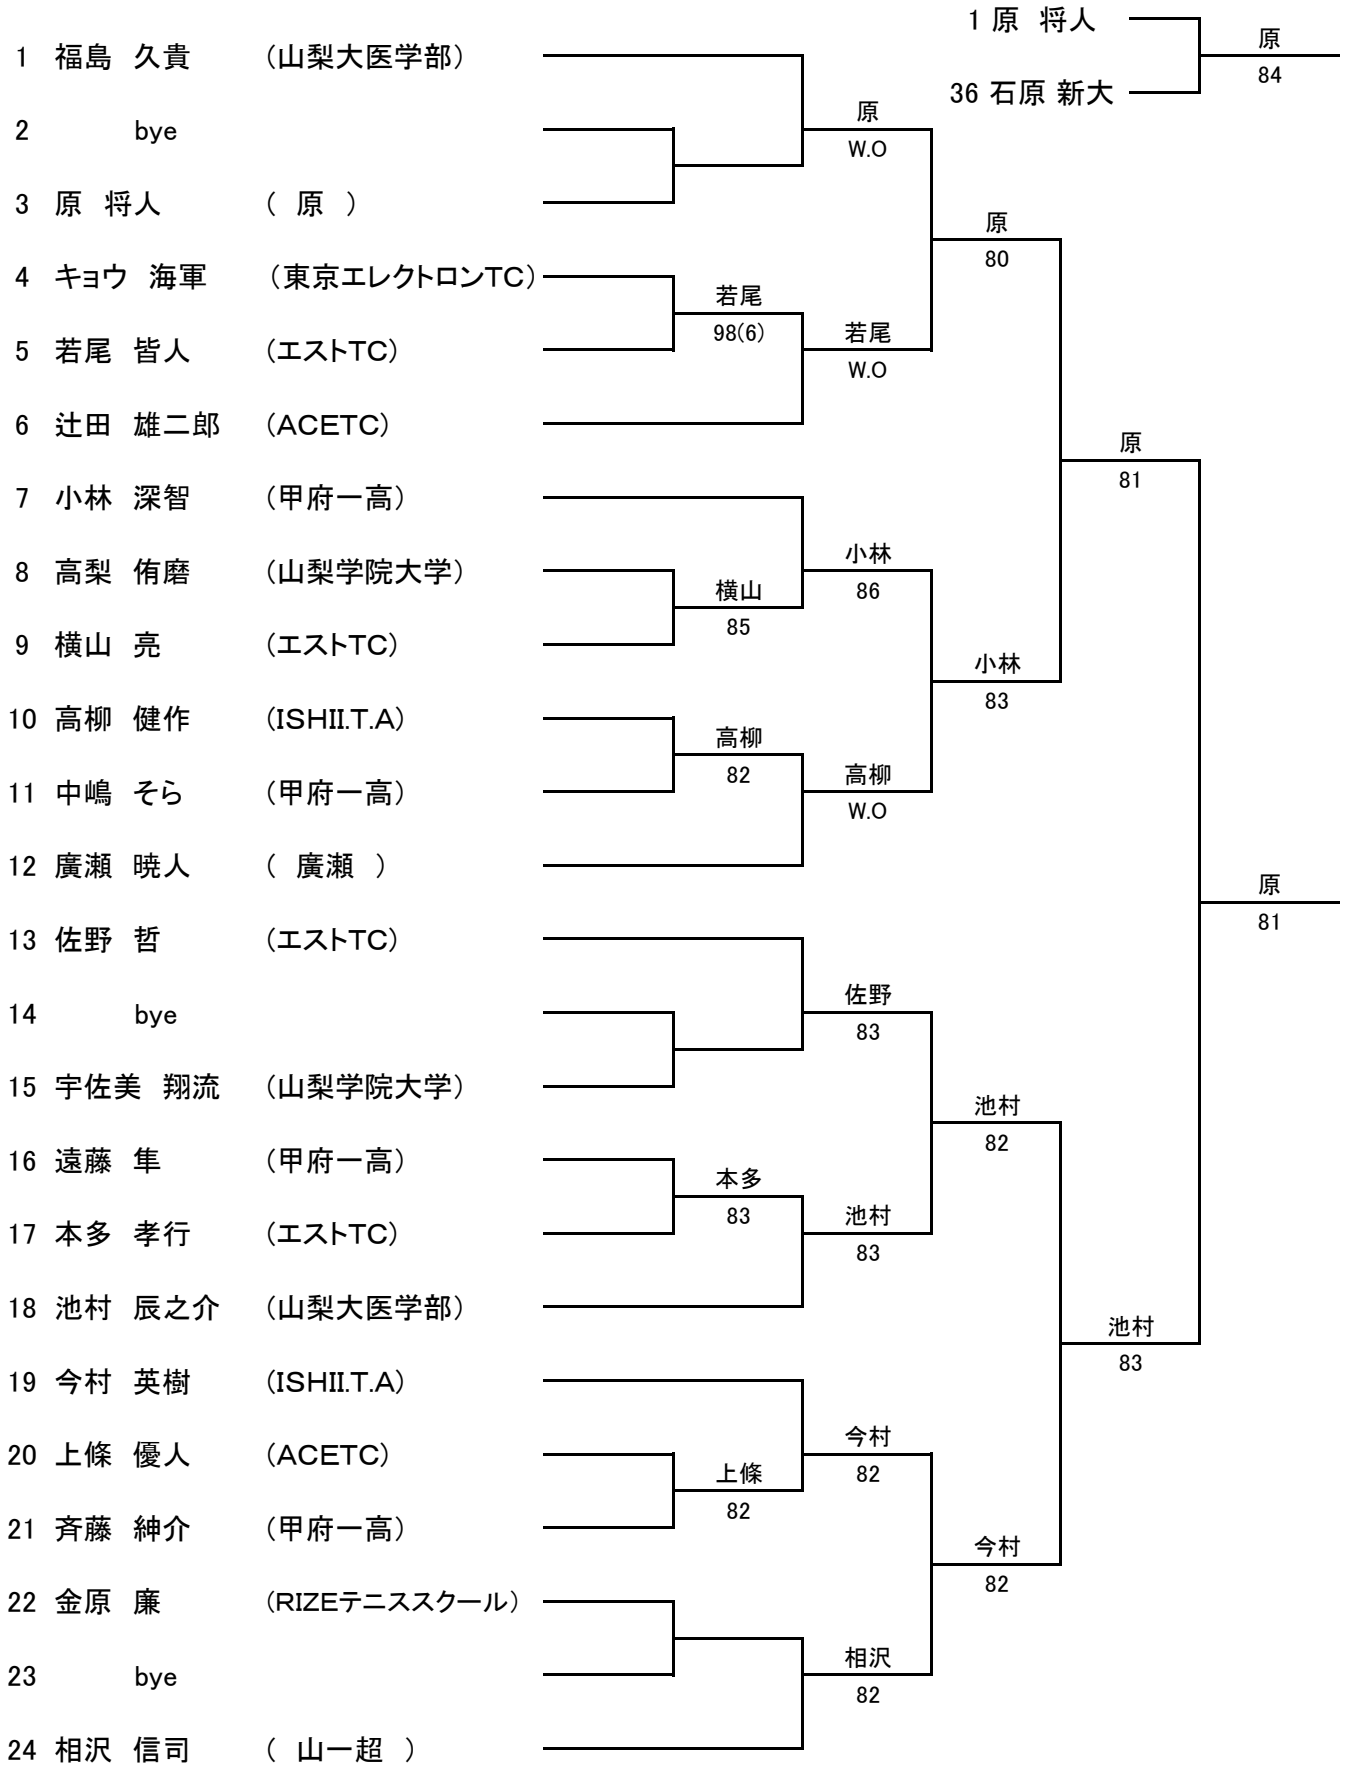 1 原 将人
原
84
36 石原 新大
1 福島 久貴 (山梨大医学部)
原
W.O
2 bye
3 原 将人 ( 原 )
原
80
4 キョウ 海軍 (東京エレクトロンTC)
若尾
98(6)
若尾
W.O
5 若尾 皆人 (エストTC)
6 辻田 雄二郎 (ACETC)
原
81
7 小林 深智 (甲府一高)
小林
86
8 高梨 侑磨 (山梨学院大学)
横山
85
9 横山 亮 (エストTC)
小林
83
10 高柳 健作 (ISHII.T.A)
高柳
82
高柳
W.O
11 中嶋 そら (甲府一高)
12 廣瀬 暁人 ( 廣瀬 )
原
81
13 佐野 哲 (エストTC)
佐野
83
14 bye
15 宇佐美 翔流 (山梨学院大学)
池村
82
16 遠藤 隼 (甲府一高)
本多
83
池村
83
17 本多 孝行 (エストTC)
18 池村 辰之介 (山梨大医学部)
池村
83
19 今村 英樹 (ISHII.T.A)
今村
82
20 上條 優人 (ACETC)
上條
82
21 斉藤 紳介 (甲府一高)
今村
82
22 金原 廉 (RIZEテニススクール)
相沢
82
23 bye
24 相沢 信司 ( 山一超 )